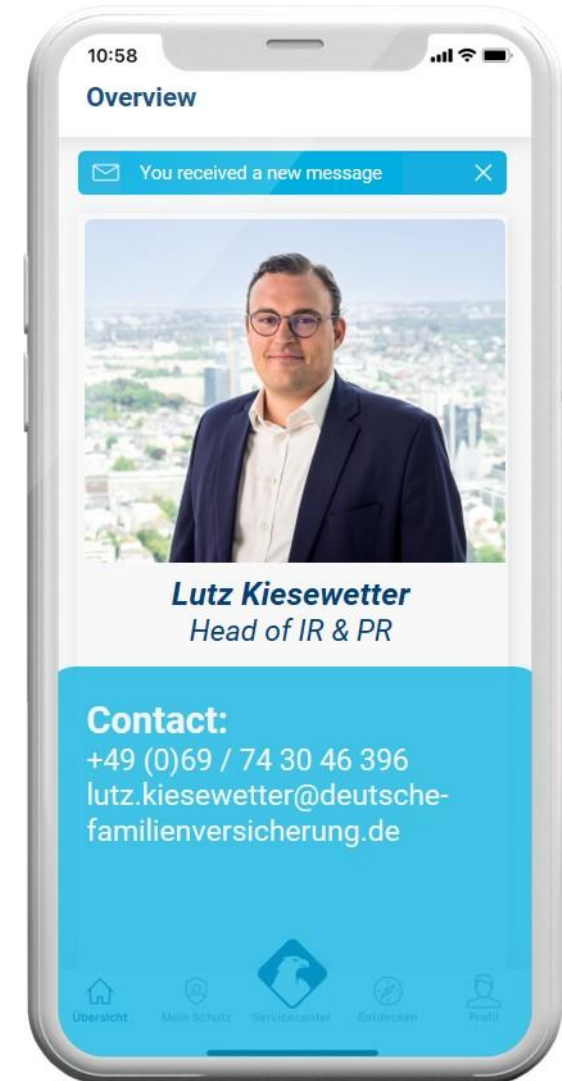 10:58
Overview
You received a new message
Lutz Kiesewetter
Head of IR & PR
Contact:
+49 (0)69 / 74 30 46 396
lutz.kiesewetter@deutsche-
familienversicherung.de
Übersicht Mein Schutz Servicecenter Entdecken Profil